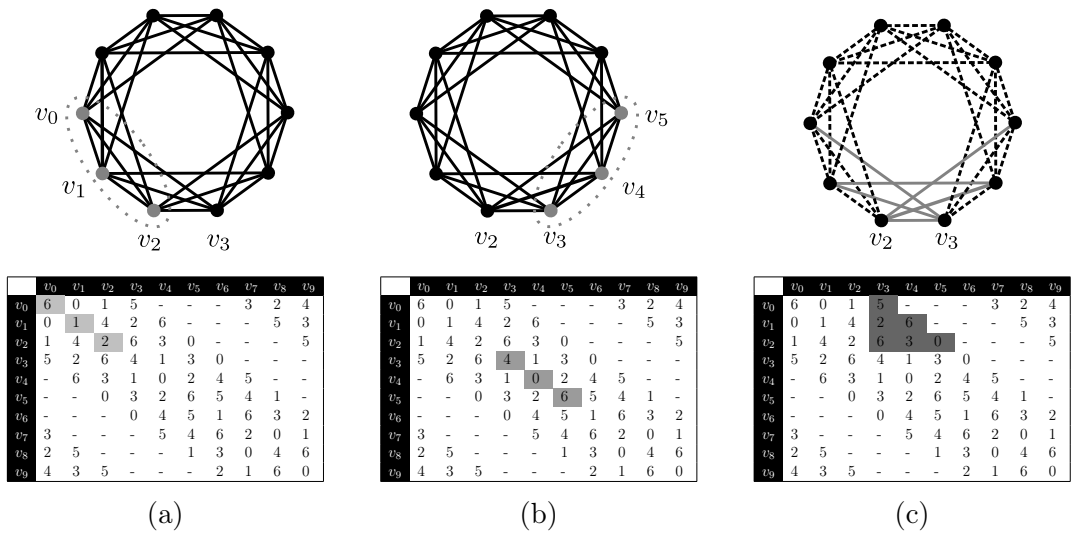 v0
v1
v2 v3
v0 v1 v2 v3 v4 v5 v6 v7 v8 v9
v0 6 0 1 5 - - - 3 2 4
v1 0 1 4 2 6 - - - 5 3
v2 1 4 2 6 3 0 - - - 5
v3 5 2 6 4 1 3 0 - - -
v4 - 6 3 1 0 2 4 5 - -
v5 - - 0 3 2 6 5 4 1 -
v6 - - - 0 4 5 1 6 3 2
v7 3 - - - 5 4 6 2 0 1
v8 2 5 - - - 1 3 0 4 6
v9 4 3 5 - - - 2 1 6 0
(a)
v5
v4
v2 v3
v0 v1 v2 v3 v4 v5 v6 v7 v8 v9
v0 6 0 1 5 - - - 3 2 4
v1 0 1 4 2 6 - - - 5 3
v2 1 4 2 6 3 0 - - - 5
v3 5 2 6 4 1 3 0 - - -
v4 - 6 3 1 0 2 4 5 - -
v5 - - 0 3 2 6 5 4 1 -
v6 - - - 0 4 5 1 6 3 2
v7 3 - - - 5 4 6 2 0 1
v8 2 5 - - - 1 3 0 4 6
v9 4 3 5 - - - 2 1 6 0
(b)
v2 v3
v0 v1 v2 v3 v4 v5 v6 v7 v8 v9
v0 6 0 1 5 - - - 3 2 4
v1 0 1 4 2 6 - - - 5 3
v2 1 4 2 6 3 0 - - - 5
v3 5 2 6 4 1 3 0 - - -
v4 - 6 3 1 0 2 4 5 - -
v5 - - 0 3 2 6 5 4 1 -
v6 - - - 0 4 5 1 6 3 2
v7 3 - - - 5 4 6 2 0 1
v8 2 5 - - - 1 3 0 4 6
v9 4 3 5 - - - 2 1 6 0
(c)